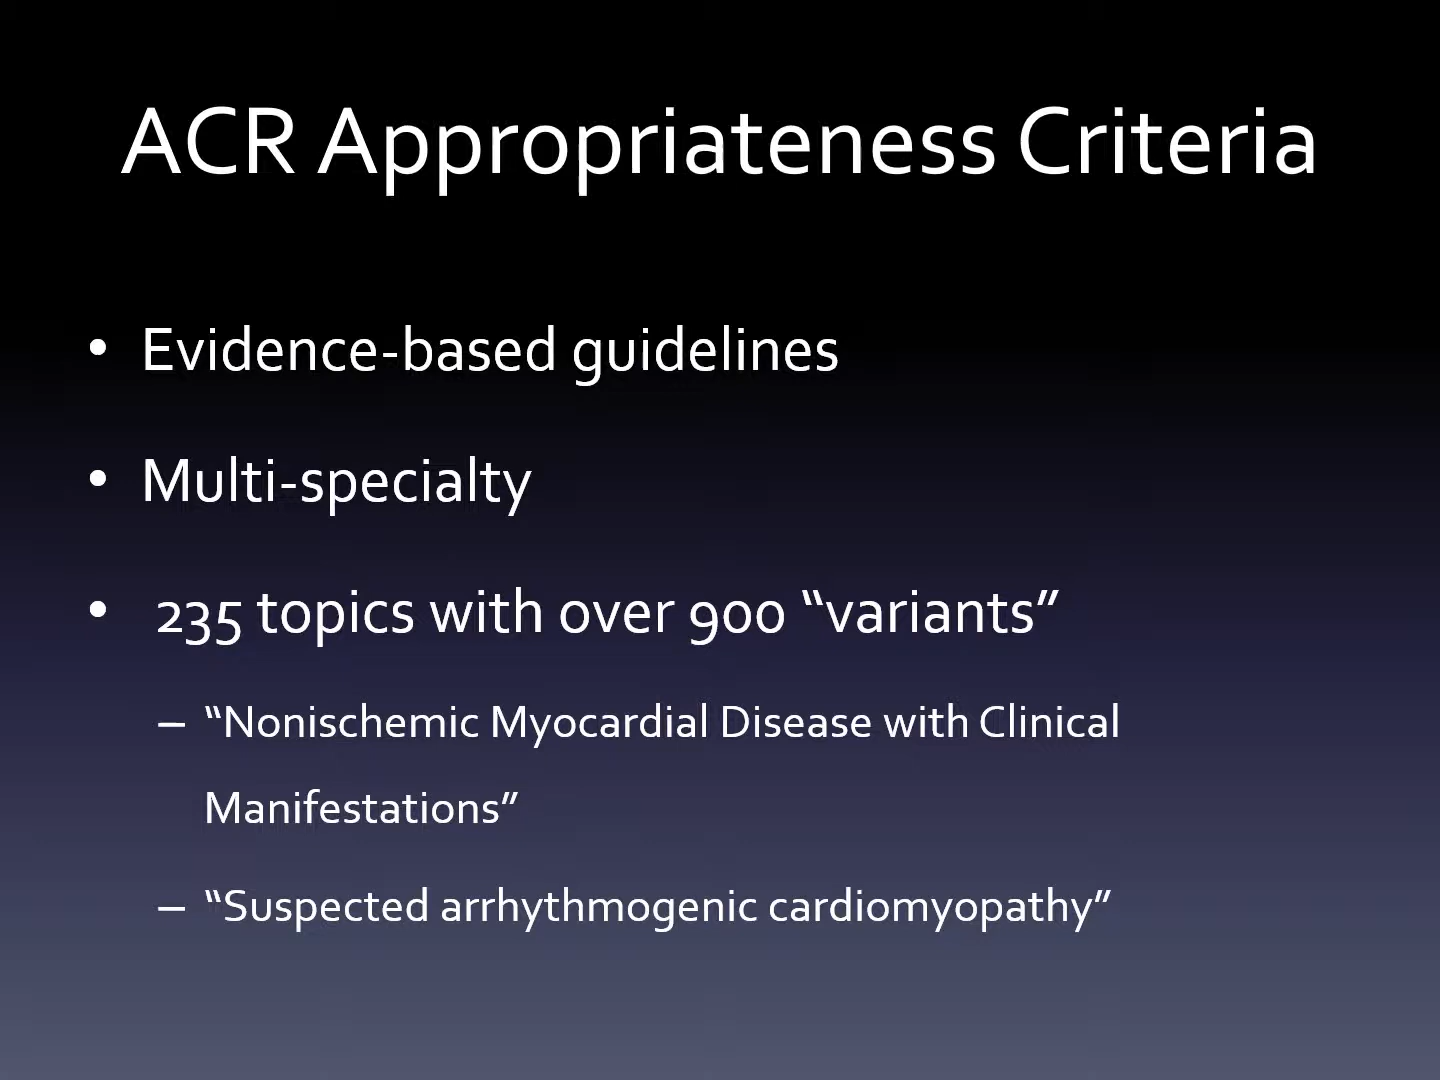 ACR Appropriateness Criteria
• Evidence-based guidelines
• Multi-specialty
• 235 topics with over 900 “variants”
– “Nonischemic Myocardial Disease with Clinical
Manifestations”
– “Suspected arrhythmogenic cardiomyopathy”